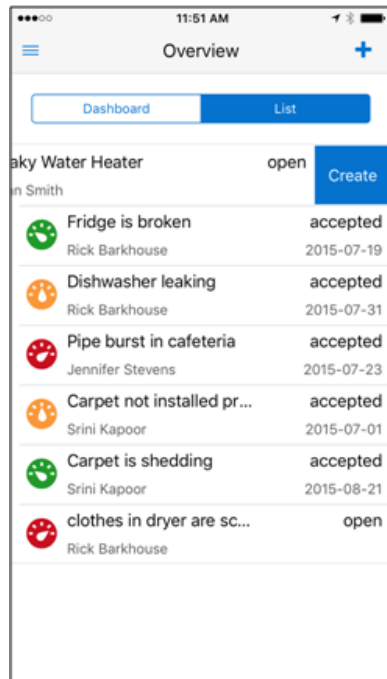 11:51 AM
Overview
Dashboard List
aky Water Heater open
n Smith
Create
Fridge is broken accepted
Rick Barkhouse 2015-07-19
Dishwasher leaking accepted
Rick Barkhouse 2015-07-31
Pipe burst in cafeteria accepted
Jennifer Stevens 2015-07-23
Carpet not installed pr... accepted
Srini Kapoor 2015-07-01
Carpet is shedding accepted
Srini Kapoor 2015-08-21
clothes in dryer are sc... open
Rick Barkhouse